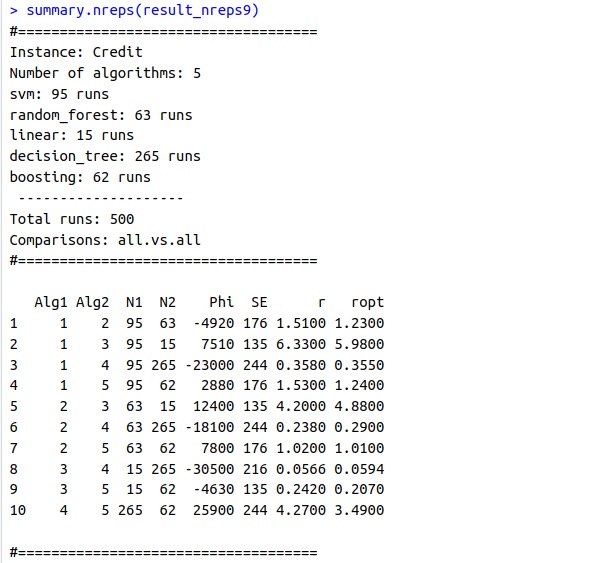 > summary.nreps(result_nreps9)
#====================================
Instance: Credit
Number of algorithms: 5
svm: 95 runs
random_forest: 63 runs
linear: 15 runs
decision_tree: 265 runs
boosting: 62 runs
 --------------------
Total runs: 500
Comparisons: all.vs.all
#====================================

   Alg1 Alg2  N1  N2    Phi  SE      r   ropt
1     1    2  95  63  -4920 176 1.5100 1.2300
2     1    3  95  15   7510 135 6.3300 5.9800
3     1    4  95 265 -23000 244 0.3580 0.3550
4     1    5  95  62   2880 176 1.5300 1.2400
5     2    3  63  15  12400 135 4.2000 4.8800
6     2    4  63 265 -18100 244 0.2380 0.2900
7     2    5  63  62   7800 176 1.0200 1.0100
8     3    4  15 265 -30500 216 0.0566 0.0594
9     3    5  15  62  -4630 135 0.2420 0.2070
10    4    5 265  62  25900 244 4.2700 3.4900

#====================================